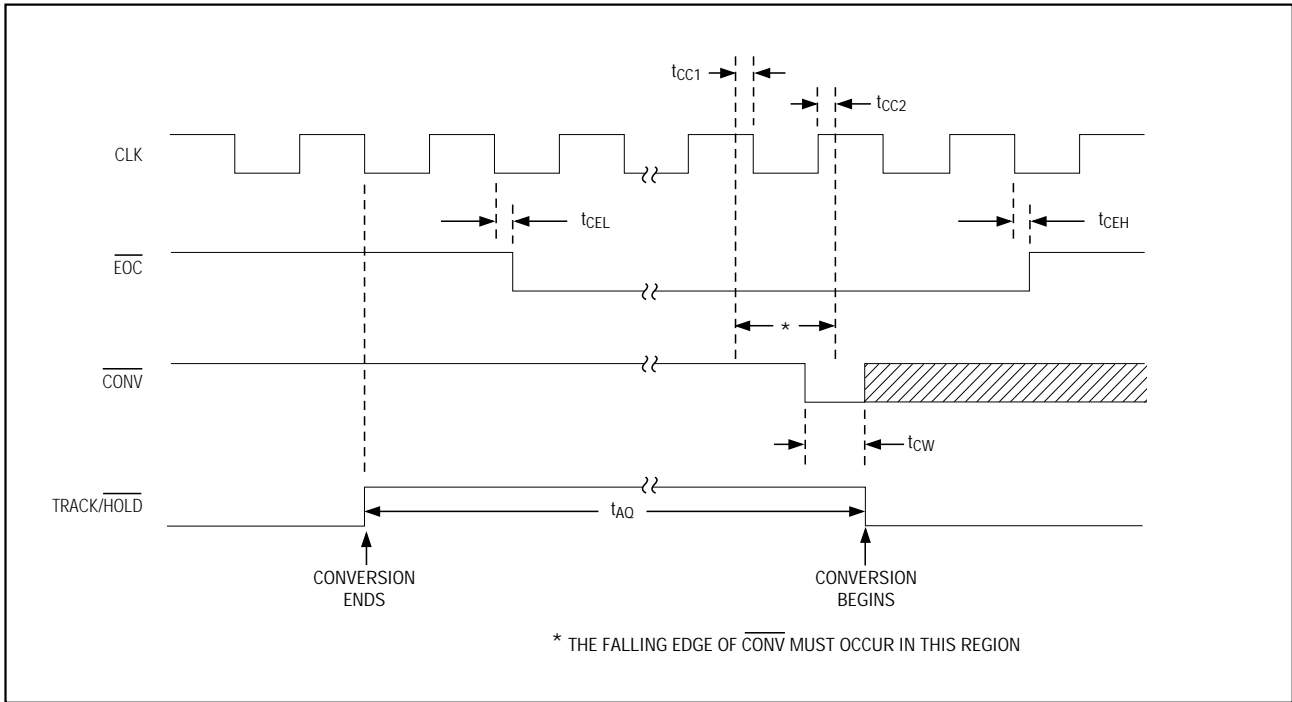 tCC1
tCC2
CLK
tCEL
tCEH
EOC
*
CONV
tCW
TRACK/HOLD
tAQ
CONVERSION
ENDS
CONVERSION
BEGINS
* THE FALLING EDGE OF CONV MUST OCCUR IN THIS REGION